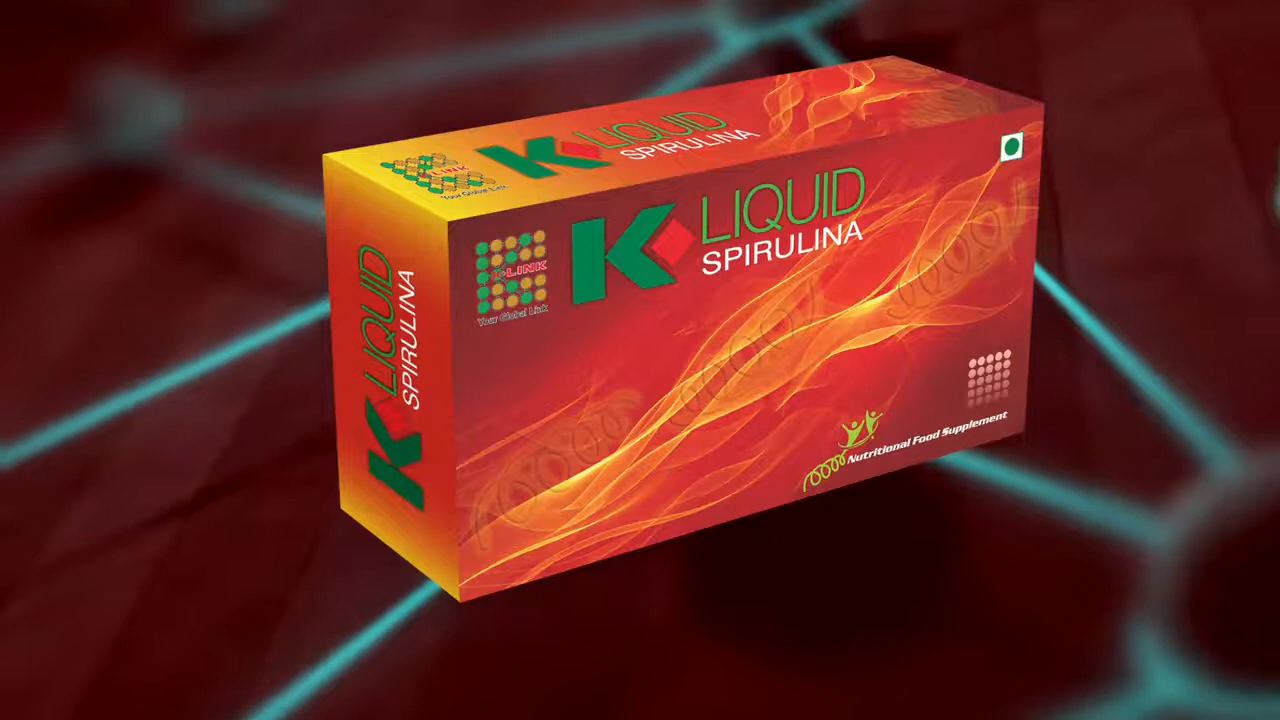 K-LINK
Your Global Link
K LIQUID
SPIRULINA
K-LINK
Your Global Link
K LIQUID
SPIRULINA
K LIQUID
SPIRULINA
Nutritional Food Supplement